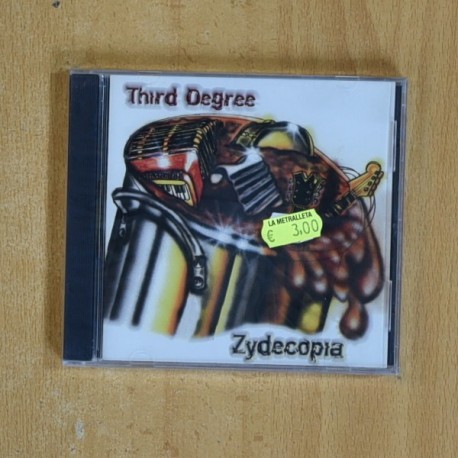 Third Degree
LA METRALLETA
€ 3,00
Zydecopia